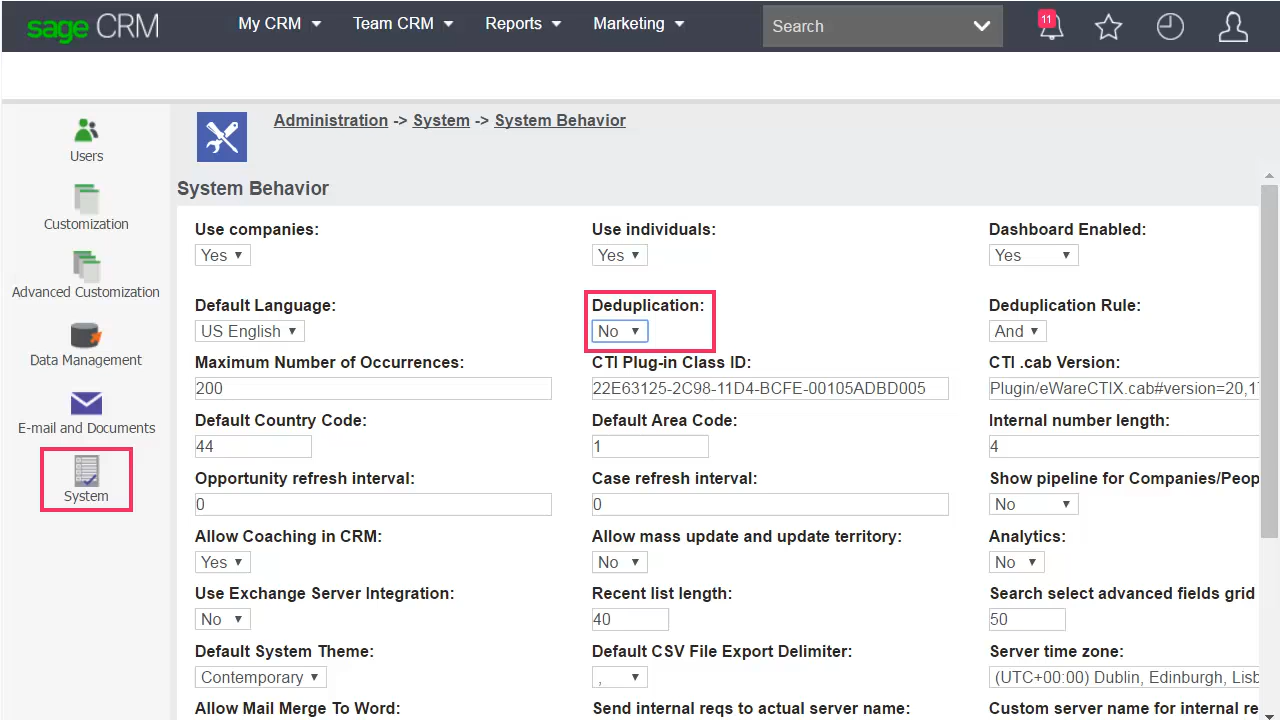 sage CRM
My CRM
Team CRM
Reports
Marketing
Search
11
Users
Customization
Advanced Customization
Data Management
E-mail and Documents
System
Administration -> System -> System Behavior
System Behavior
Use companies:
Yes
Use individuals:
Yes
Dashboard Enabled:
Yes
Default Language:
US English
Deduplication:
No
Deduplication Rule:
And
Maximum Number of Occurrences:
200
CTI Plug-in Class ID:
22E63125-2C98-11D4-BCFE-00105ADBD005
CTI .cab Version:
Plugin/eWareCTIX.cab#version=20,17
Default Country Code:
44
Default Area Code:
1
Internal number length:
4
Opportunity refresh interval:
0
Case refresh interval:
0
Show pipeline for Companies/Peop
No
Allow Coaching in CRM:
Yes
Allow mass update and update territory:
No
Analytics:
No
Use Exchange Server Integration:
No
Recent list length:
40
Search select advanced fields grid
50
Default System Theme:
Contemporary
Default CSV File Export Delimiter:
,
Server time zone:
(UTC+00:00) Dublin, Edinburgh, Lisb
Allow Mail Merge To Word:
Send internal reqs to actual server name:
Custom server name for internal re